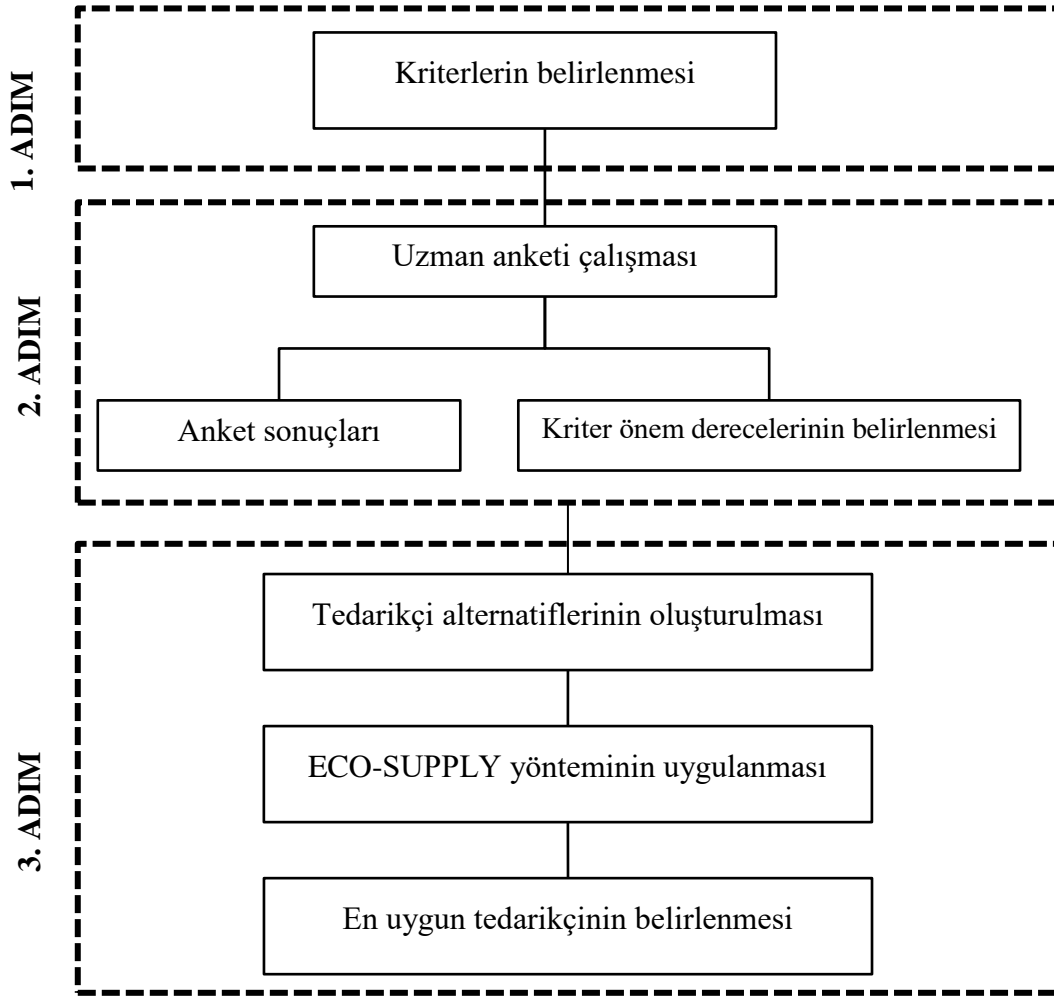 1. ADIM
Kriterlerin belirlenmesi
2. ADIM
Uzman anketi çalışması
Anket sonuçları
Kriter önem derecelerinin belirlenmesi
3. ADIM
Tedarikçi alternatiflerinin oluşturulması
ECO-SUPPLY yönteminin uygulanması
En uygun tedarikçinin belirlenmesi